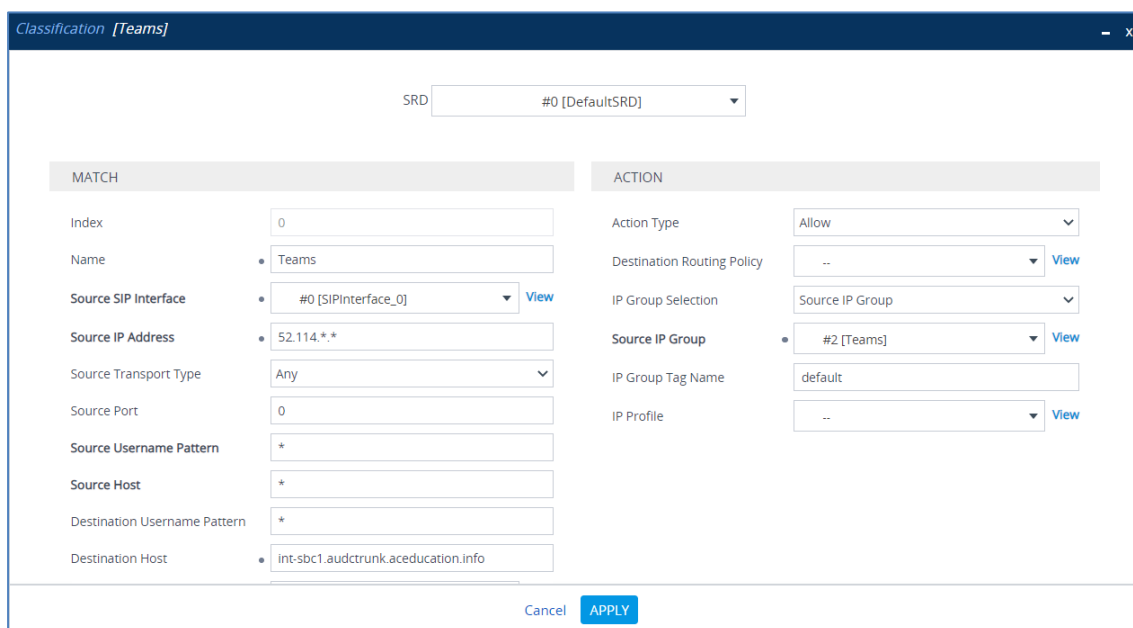 Classification [Teams]
– x
SRD #0 [DefaultSRD]
MATCH
Index 0
Name Teams
Source SIP Interface #0 [SIPInterface_0] View
Source IP Address 52.114.*.*
Source Transport Type Any
Source Port 0
Source Username Pattern *
Source Host *
Destination Username Pattern *
Destination Host int-sbc1.audctrunk.aceducation.info
ACTION
Action Type Allow
Destination Routing Policy -- View
IP Group Selection Source IP Group
Source IP Group #2 [Teams] View
IP Group Tag Name default
IP Profile -- View
Cancel APPLY